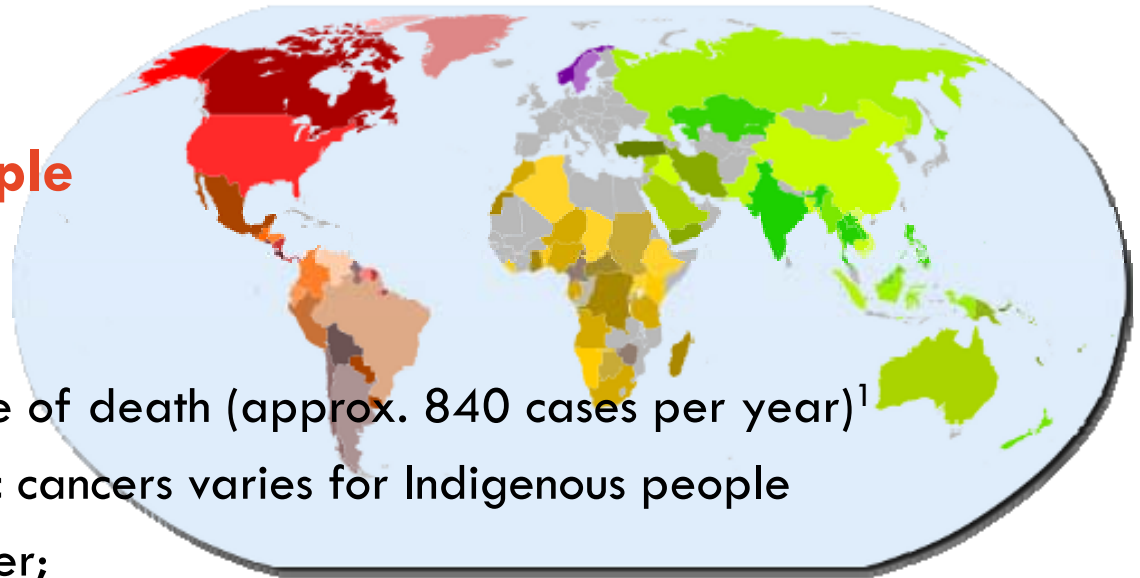 ple
e of death (approx. 840 cases per year)¹
: cancers varies for Indigenous people
er;